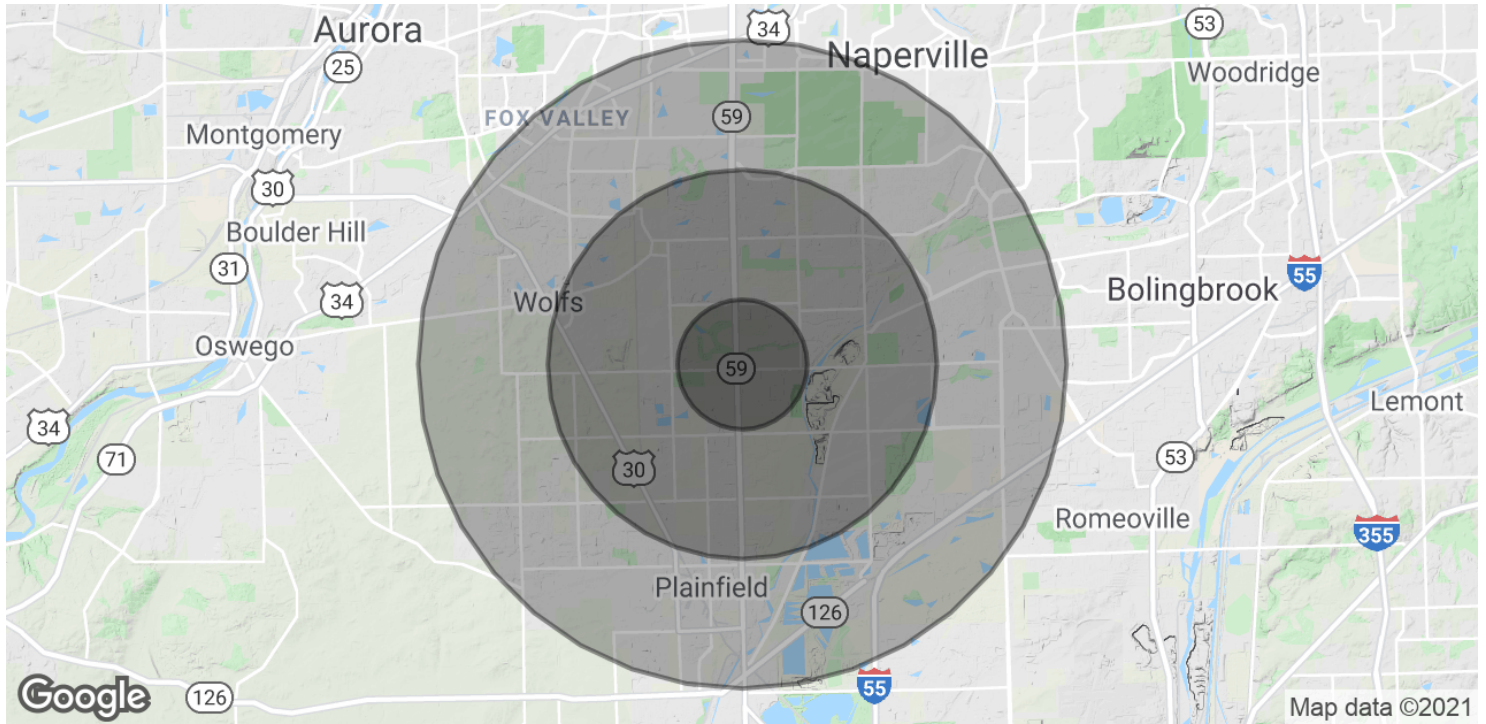 Aurora
34
53
Naperville
25
Woodridge
FOX VALLEY
59
Montgomery
30
Boulder Hill
31
55
34
Wolfs
Bolingbrook
Oswego
59
Lemont
34
71
53
30
Romeoville
355
Plainfield
126
55
126
Google
Map data ©2021